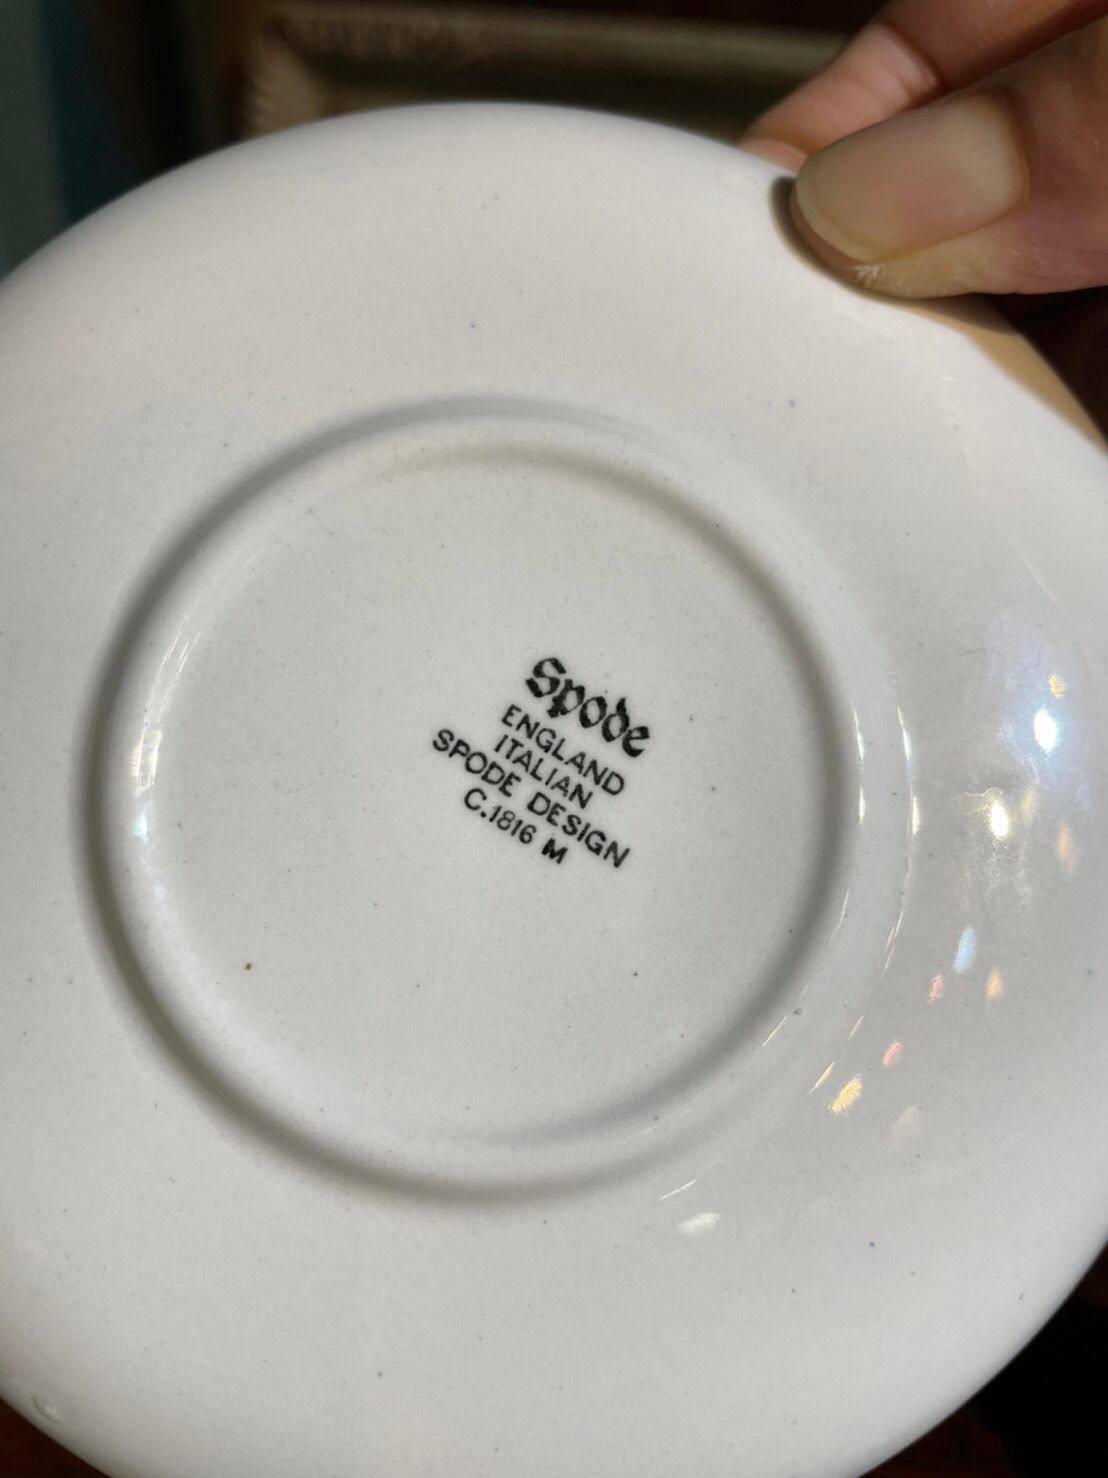 Spode
ENGLAND
ITALIAN
SPODE DESIGN
C.1816 M